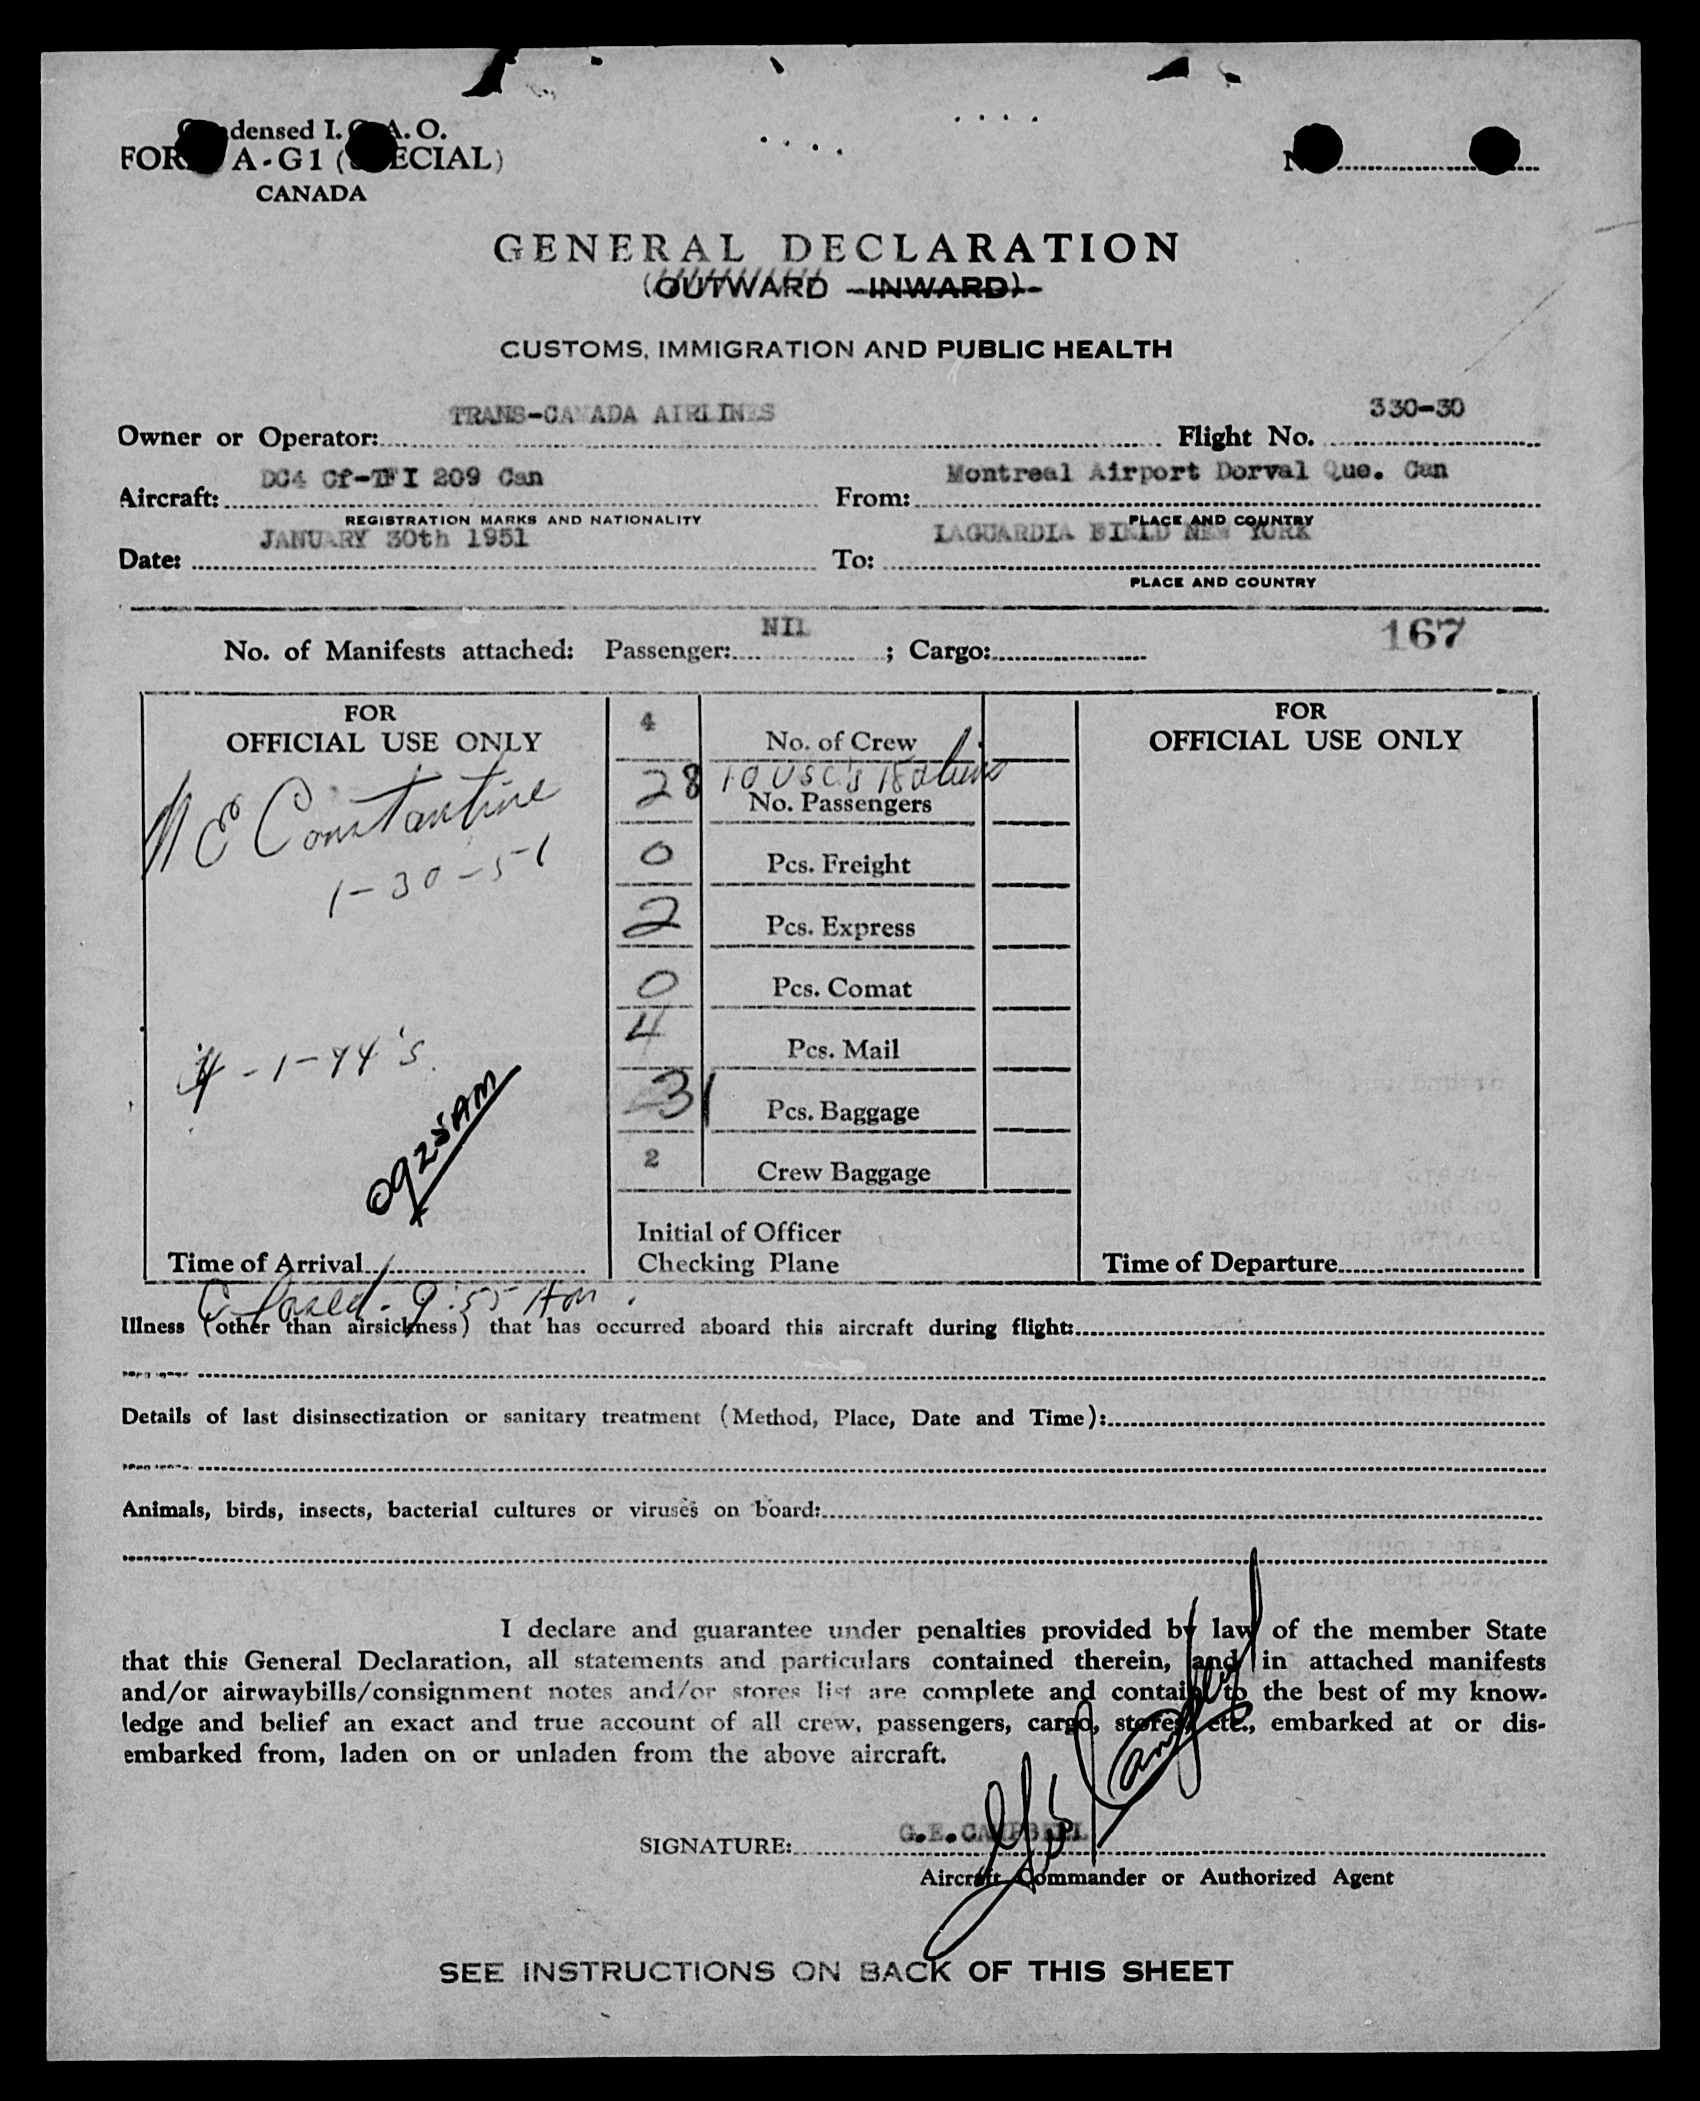 Condensed I.C.A.O.
FORM A-G1 (SPECIAL)
CANADA
GENERAL DECLARATION
(OUTWARD - INWARD)
CUSTOMS, IMMIGRATION AND PUBLIC HEALTH
Owner or Operator: TRANS-CANADA AIRLINES Flight No. 330-30
Aircraft: DC4 Cf-TFI 209 Can From: Montreal Airport Dorval Que. Can
REGISTRATION MARKS AND NATIONALITY PLACE AND COUNTRY
Date: JANUARY 30th 1951 To: LAGUARDIA FIELD NEW YORK
PLACE AND COUNTRY
No. of Manifests attached: Passenger: NIL ; Cargo:
167
FOR
OFFICIAL USE ONLY
Constantine
1-30-51
0925AM
Time of Arrival
4 No. of Crew
28 No. Passengers 10 USC's 18 aliens
0 Pcs. Freight
2 Pcs. Express
0 Pcs. Comat
4 Pcs. Mail
31 Pcs. Baggage
2 Crew Baggage
Initial of Officer
Checking Plane
FOR
OFFICIAL USE ONLY
Time of Departure
Closed. 9:55 Am.
Illness (other than airsickness) that has occurred aboard this aircraft during flight:
Details of last disinsectization or sanitary treatment (Method, Place, Date and Time):
Animals, birds, insects, bacterial cultures or viruses on board:
I declare and guarantee under penalties provided by law of the member State
that this General Declaration, all statements and particulars contained therein, and in attached manifests
and/or airwaybills/consignment notes and/or stores list are complete and contain to the best of my know-
ledge and belief an exact and true account of all crew, passengers, cargo, stores, etc., embarked at or dis-
embarked from, laden on or unladen from the above aircraft.
SIGNATURE: G.E.CAMPBELL
Aircraft Commander or Authorized Agent
SEE INSTRUCTIONS ON BACK OF THIS SHEET